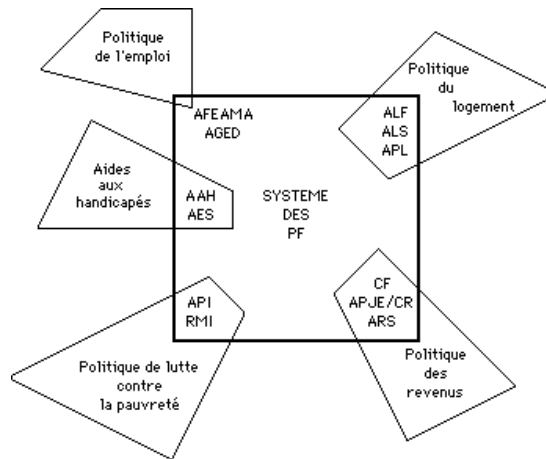 Politique
de l'emploi
Politique
du
logement
AFEAMA
AGED
ALF
ALS
APL
Aides
aux
handicapés
AAH
AES
SYSTEME
DES
PF
API
RMI
CF
APJE/CR
ARS
Politique de lutte
contre
la pauvreté
Politique
des
revenus